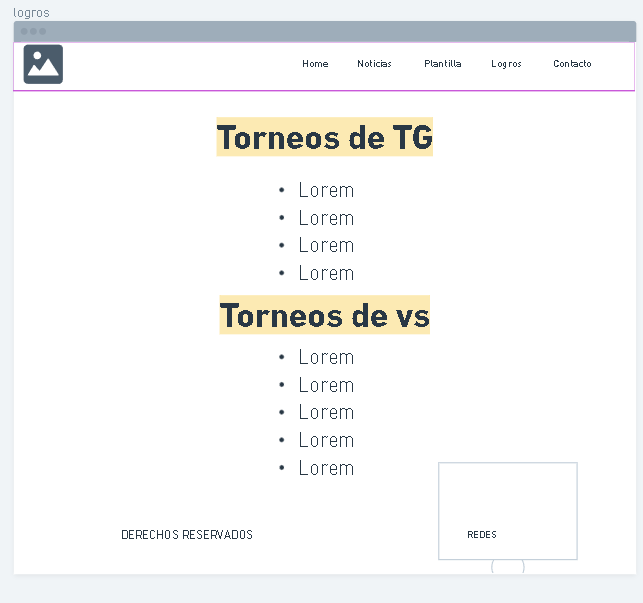 logros
Home Noticias Plantilla Logros Contacto
Torneos de TG
• Lorem
• Lorem
• Lorem
• Lorem
Torneos de vs
• Lorem
• Lorem
• Lorem
• Lorem
• Lorem
DERECHOS RESERVADOS REDES